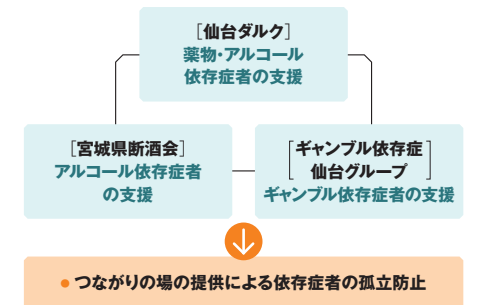 [仙台ダルク]
薬物・アルコール
依存症者の支援
[宮城県断酒会]
アルコール依存症者
の支援
[ギャンブル依存症
仙台グループ]
ギャンブル依存症者の支援
● つながりの場の提供による依存症者の孤立防止